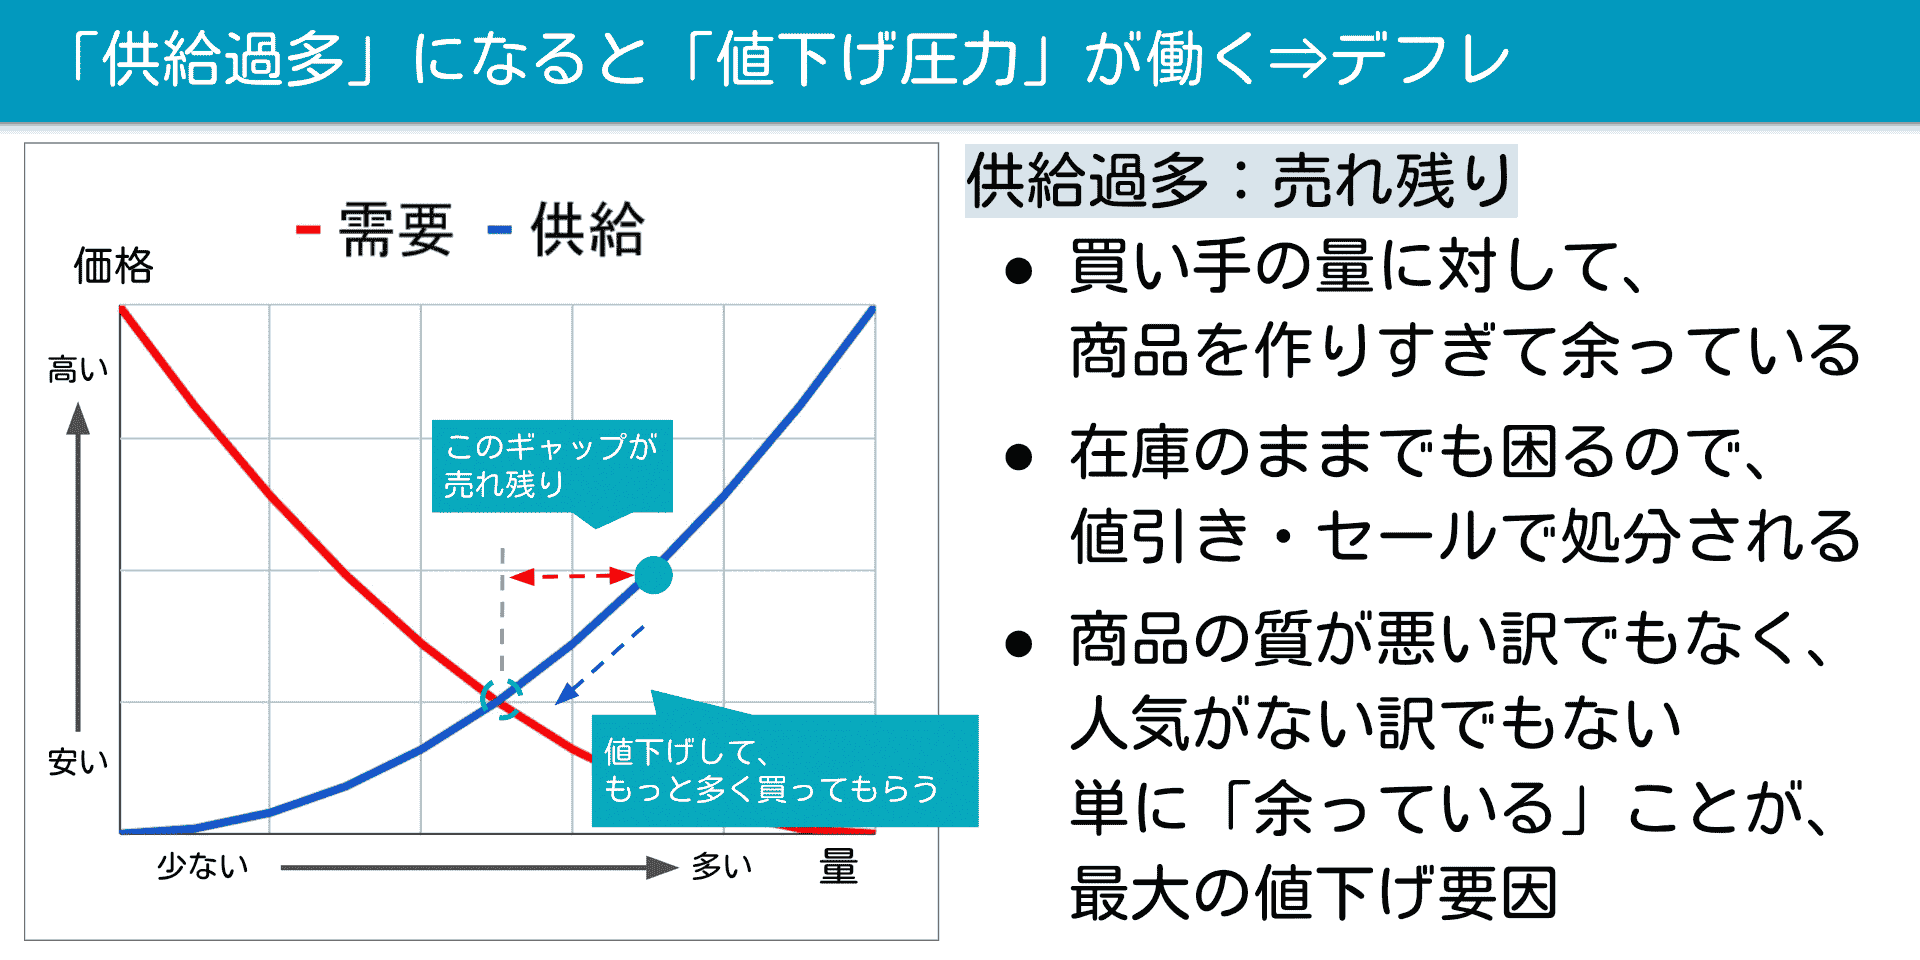 「供給過多」になると「値下げ圧力」が働く⇒デフレ
需要 供給
価格
高い
安い
このギャップが
売れ残り
値下げして、
もっと多く買ってもらう
少ない
多い
量
供給過多：売れ残り
● 買い手の量に対して、
商品を作りすぎて余っている
● 在庫のままでも困るので、
値引き・セールで処分される
● 商品の質が悪い訳でもなく、
人気がない訳でもない
単に「余っている」ことが、
最大の値下げ要因